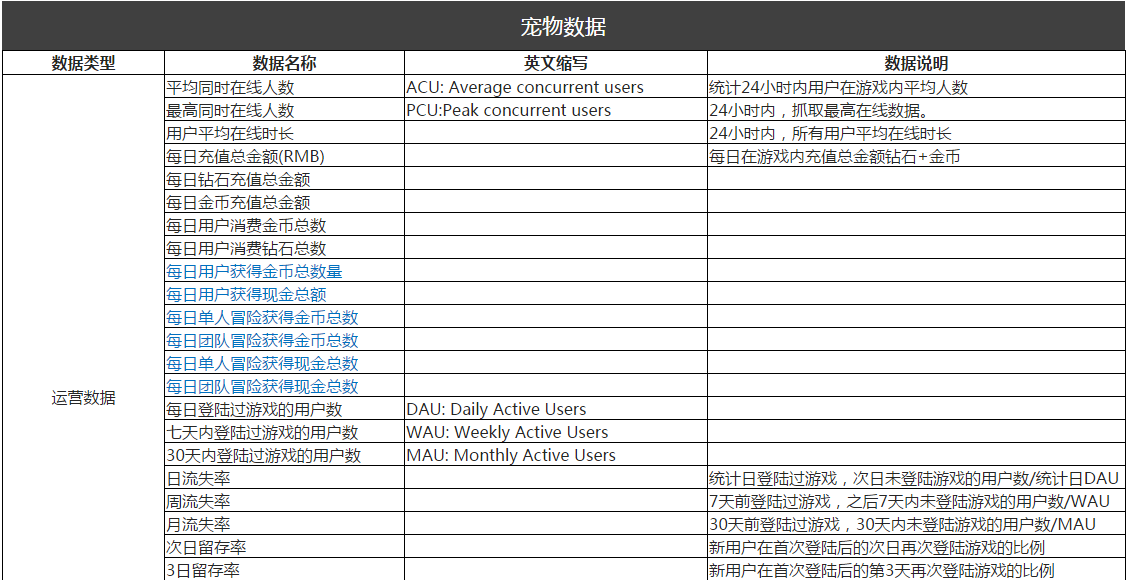 宠物数据
数据类型 数据名称 英文缩写 数据说明
平均同时在线人数 ACU: Average concurrent users 统计24小时内用户在游戏内平均人数
最高同时在线人数 PCU:Peak concurrent users 24小时内，抓取最高在线数据。
用户平均在线时长 24小时内，所有用户平均在线时长
每日充值总金额(RMB) 每日在游戏内充值总金额钻石+金币
每日钻石充值总金额
每日金币充值总金额
每日用户消费金币总数
每日用户消费钻石总数
每日用户获得金币总数量
每日用户获得现金总额
每日单人冒险获得金币总数
每日团队冒险获得金币总数
每日单人冒险获得现金总数
每日团队冒险获得现金总数
运营数据
每日登陆过游戏的用户数 DAU: Daily Active Users
七天内登陆过游戏的用户数 WAU: Weekly Active Users
30天内登陆过游戏的用户数 MAU: Monthly Active Users
日流失率 统计日登陆过游戏，次日未登陆游戏的用户数/统计日DAU
周流失率 7天前登陆过游戏，之后7天内未登陆游戏的用户数/WAU
月流失率 30天前登陆过游戏，30天内未登陆游戏的用户数/MAU
次日留存率 新用户在首次登陆后的次日再次登陆游戏的比例
3日留存率 新用户在首次登陆后的第3天再次登陆游戏的比例